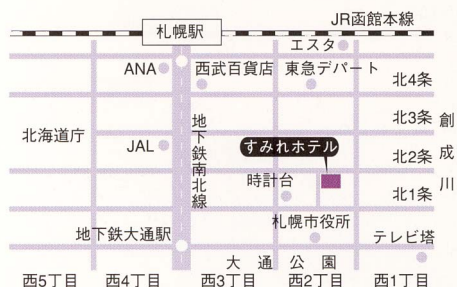 JR函館本線
札幌駅
エスタ
ANA
西武百貨店
東急デパート
北4条
北3条
創成川
北海道庁
JAL
地下鉄南北線
すみれホテル
北2条
時計台
北1条
札幌市役所
地下鉄大通駅
テレビ塔
大通公園
西5丁目
西4丁目
西3丁目
西2丁目
西1丁目